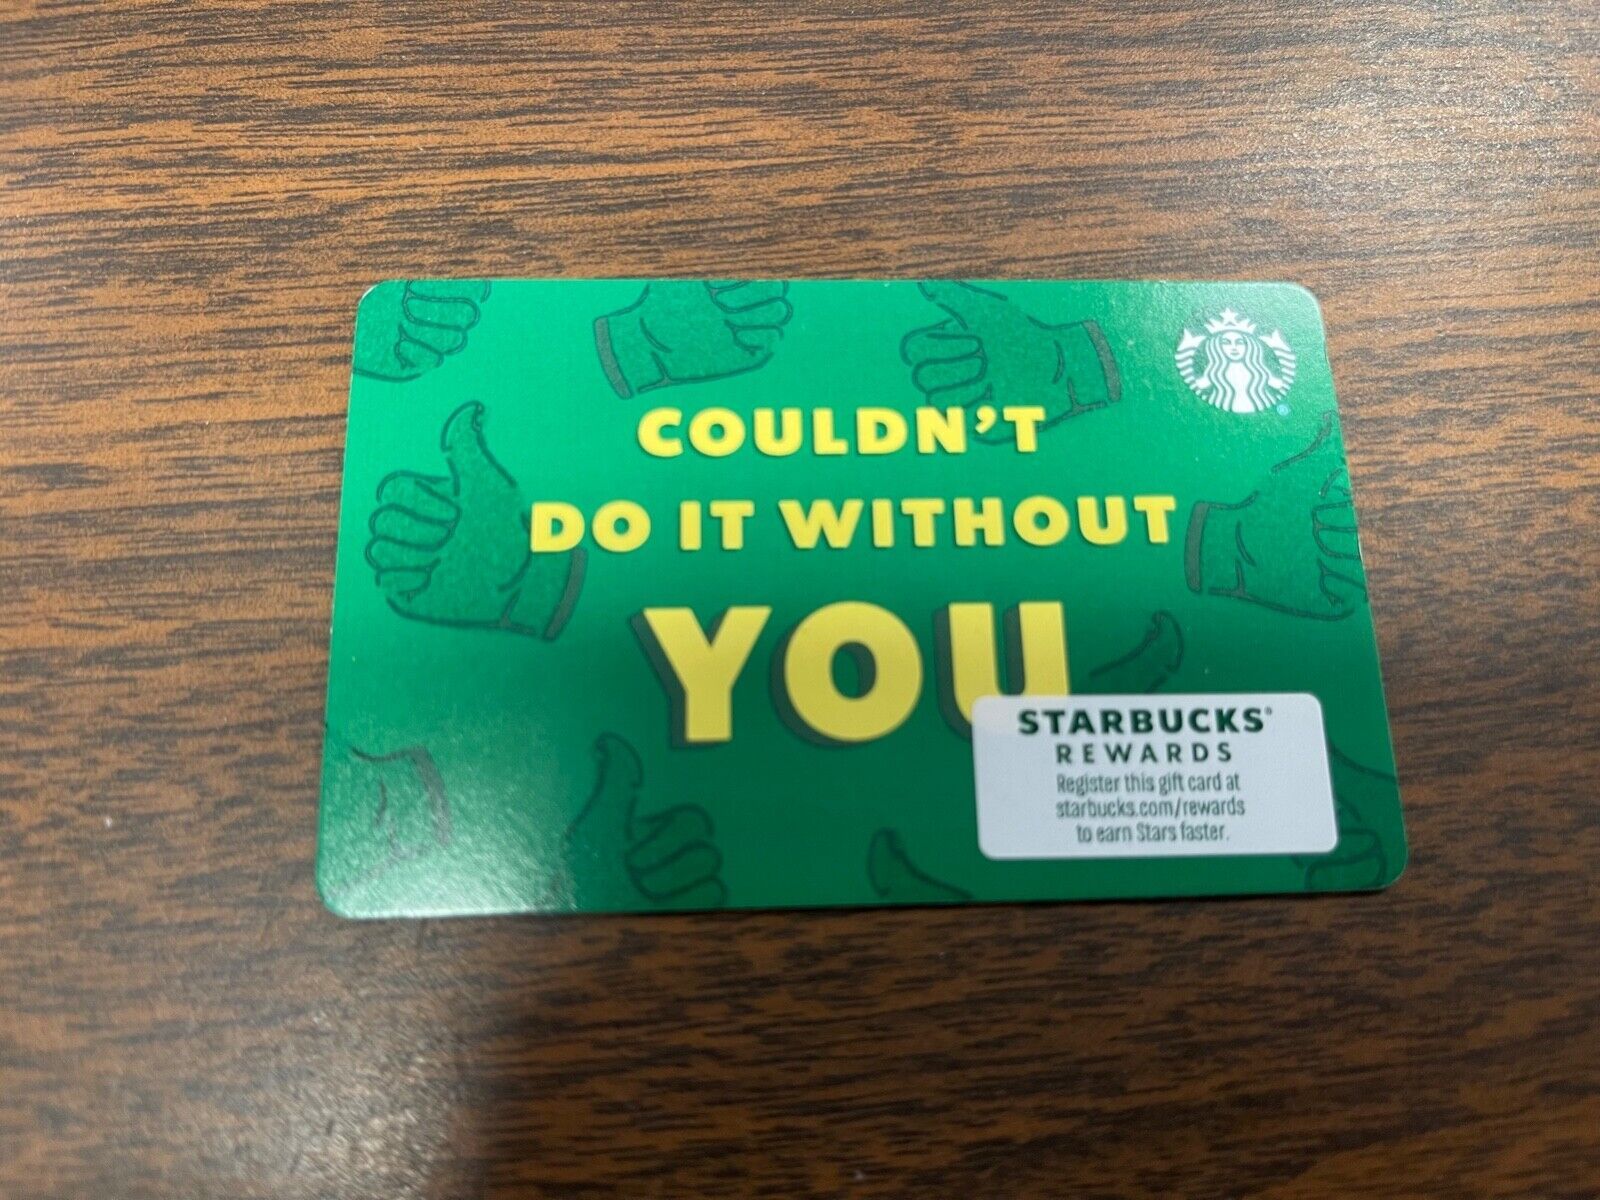 COULDN'T
DO IT WITHOUT
YOU
STARBUCKS®
REWARDS
Register this gift card at
starbucks.com/rewards
to earn Stars faster.